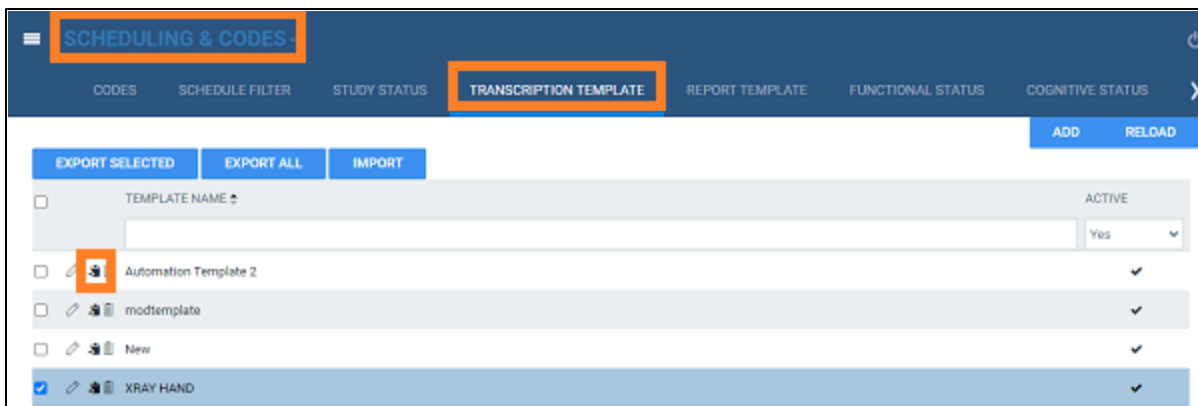 SCHEDULING & CODES
CODES SCHEDULE FILTER STUDY STATUS TRANSCRIPTION TEMPLATE REPORT TEMPLATE FUNCTIONAL STATUS COGNITIVE STATUS
ADD RELOAD
EXPORT SELECTED EXPORT ALL IMPORT
TEMPLATE NAME ACTIVE
Yes
Automation Template 2
modtemplate
New
XRAY HAND